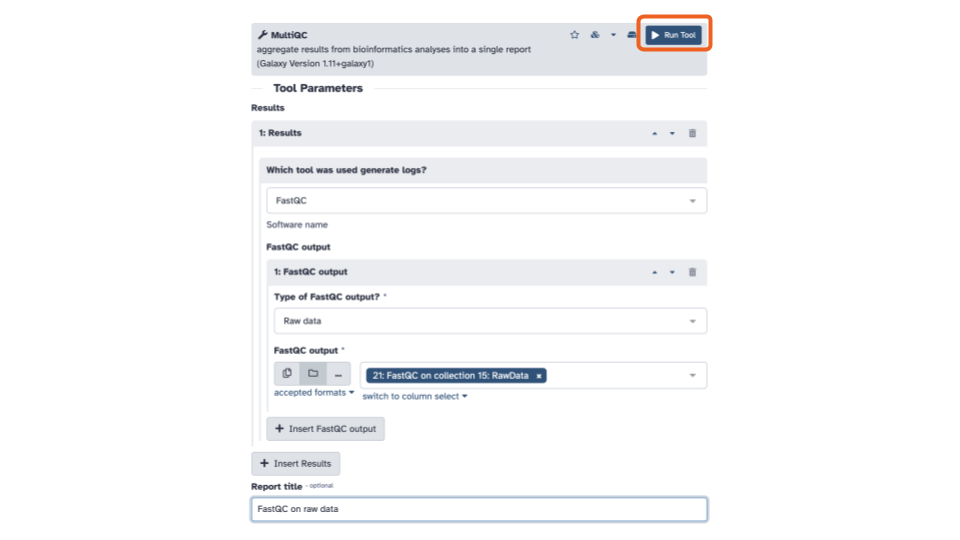 MultiQC
Run Tool
aggregate results from bioinformatics analyses into a single report
(Galaxy Version 1.11+galaxy1)
Tool Parameters
Results
1: Results
Which tool was used generate logs?
FastQC
Software name
FastQC output
1: FastQC output
Type of FastQC output? *
Raw data
FastQC output *
21: FastQC on collection 15: RawData ×
accepted formats
switch to column select
+ Insert FastQC output
+ Insert Results
Report title - optional
FastQC on raw data